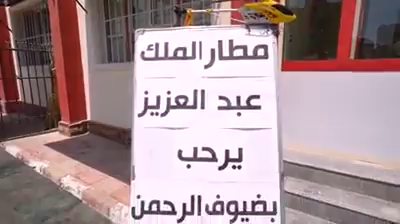 مطار الملك
عبد العزيز
يرحب
بضيوف الرحمن